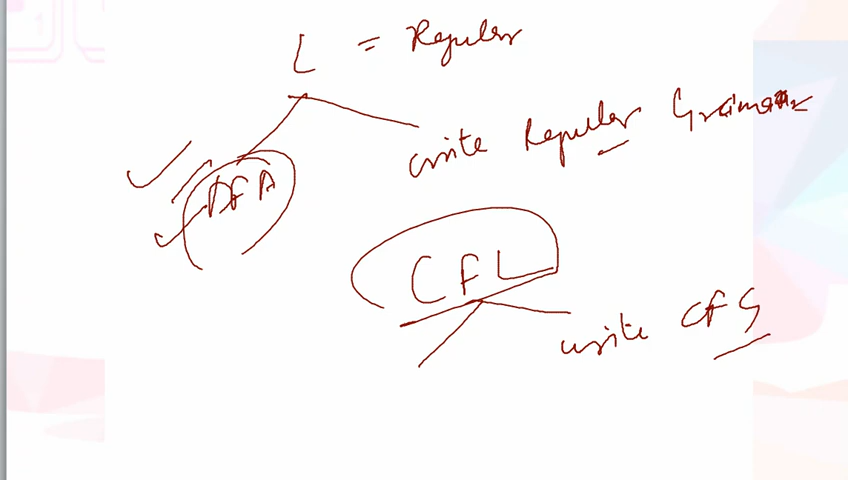 L = Regular
write Regular Grammar
DFA
CFL
write CFG